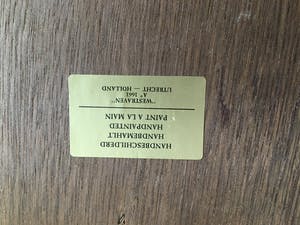 HANDBESCHILDERD
HANDBEMAHLT
HANDPAINTED
PAINT A LA MAIN
"WESTRAVEN"
A° 1661
UTRECHT — HOLLAND